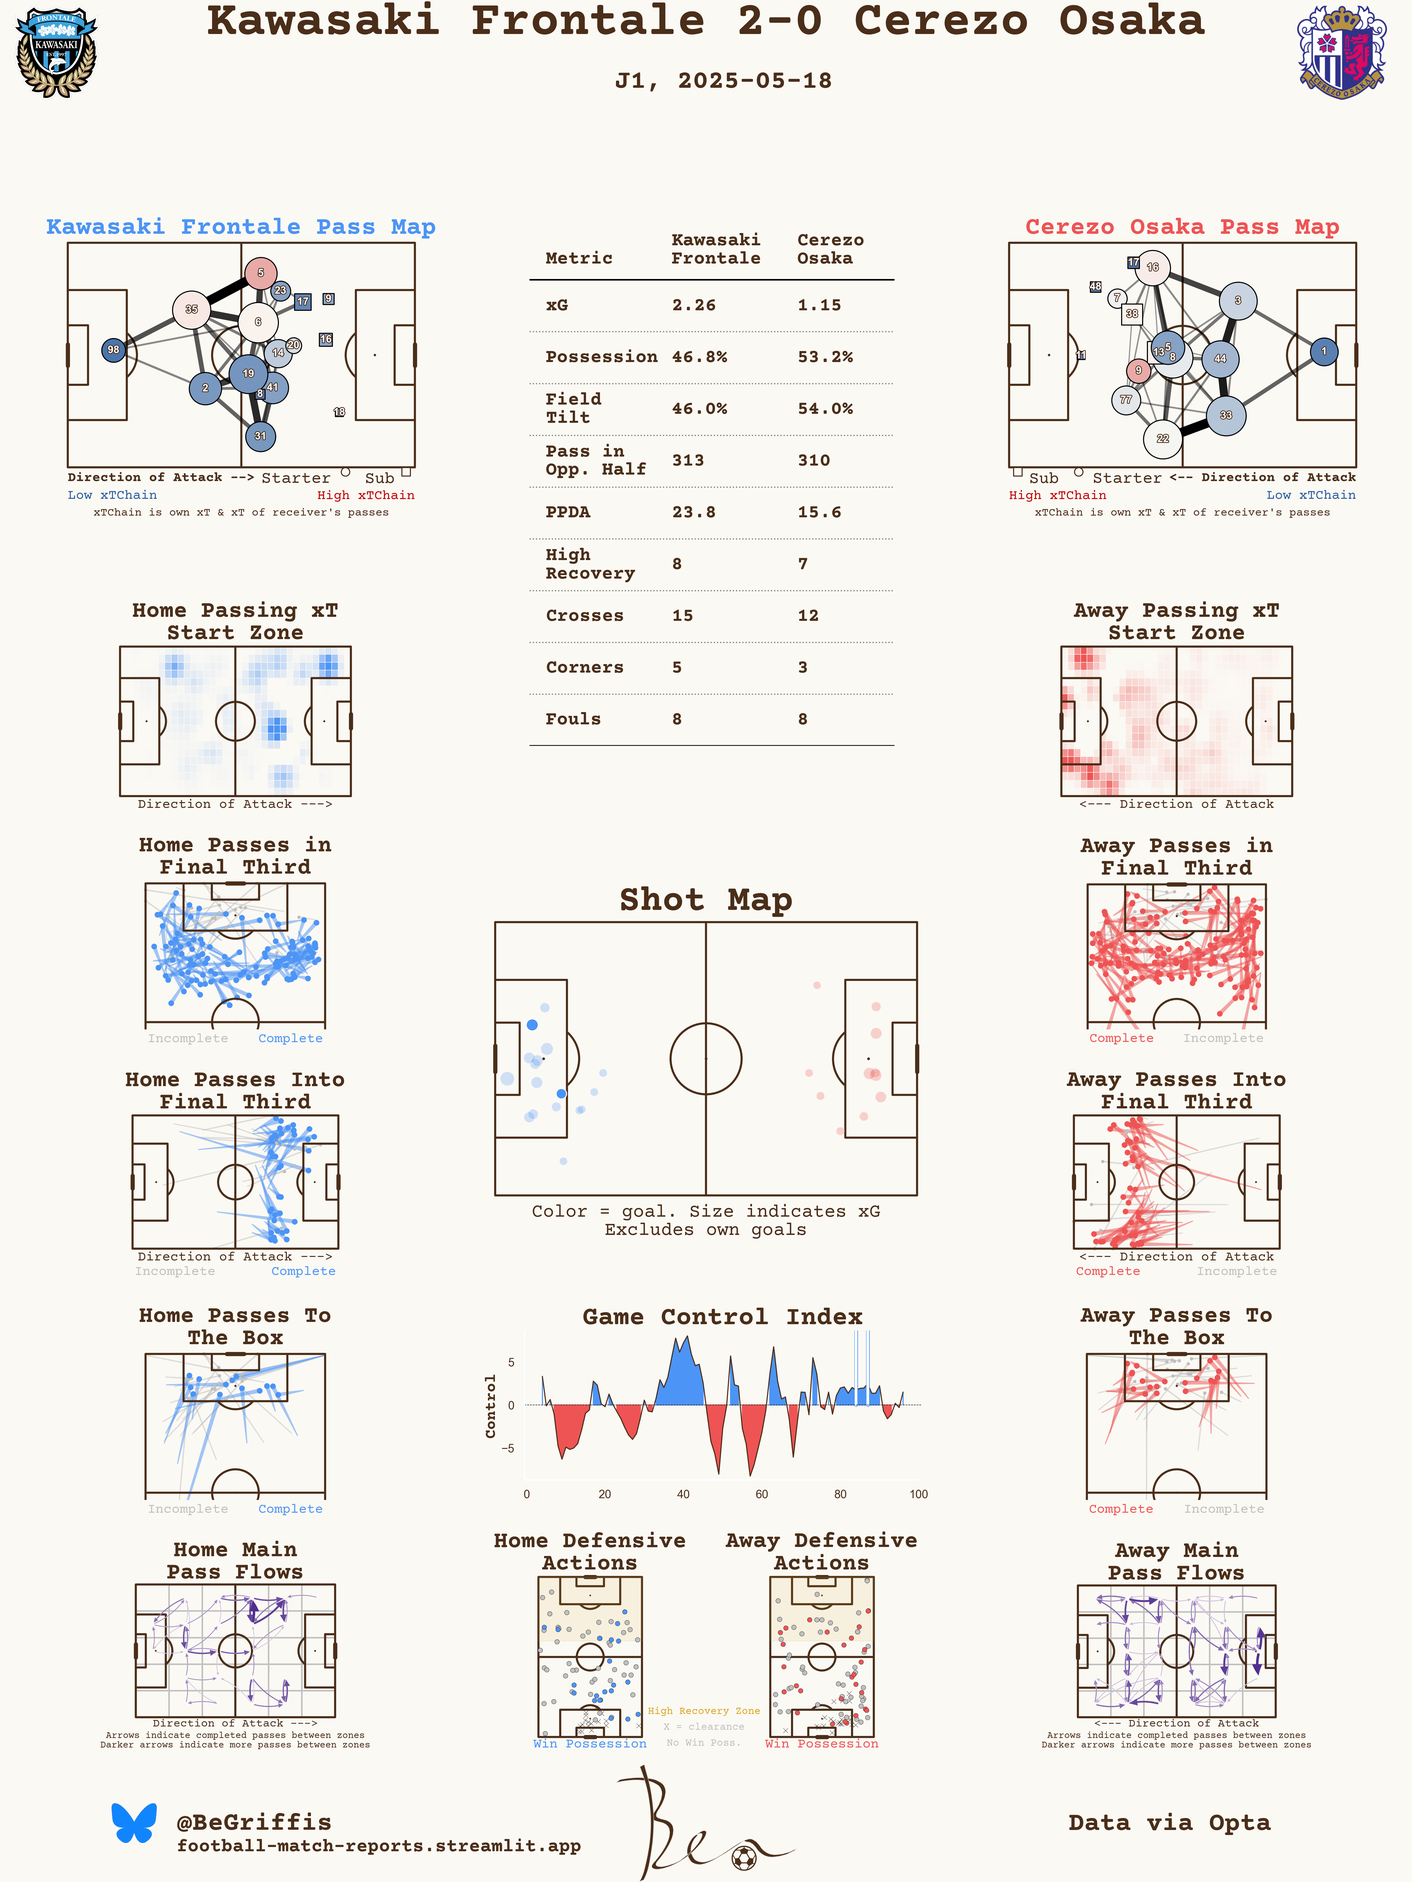 Kawasaki Frontale 2-0 Cerezo Osaka
J1, 2025-05-18
FRONTALE
KAWASAKI
CEREZO OSAKA
Kawasaki Frontale Pass Map
5
23
17
9
35
6
16
20
14
98
19
2
8
41
18
31
Direction of Attack --> Starter Sub
Low xTChain High xTChain
xTChain is own xT & xT of receiver's passes
Metric Kawasaki Frontale Cerezo Osaka
xG 2.26 1.15
Possession 46.8% 53.2%
Field Tilt 46.0% 54.0%
Pass in Opp. Half 313 310
PPDA 23.8 15.6
High Recovery 8 7
Crosses 15 12
Corners 5 3
Fouls 8 8
Cerezo Osaka Pass Map
17
16
48
7
3
38
11
13
5
8
44
1
9
77
33
22
Sub Starter <-- Direction of Attack
High xTChain Low xTChain
xTChain is own xT & xT of receiver's passes
Home Passing xT
Start Zone
Direction of Attack --->
Away Passing xT
Start Zone
<--- Direction of Attack
Home Passes in
Final Third
Incomplete Complete
Away Passes in
Final Third
Complete Incomplete
Shot Map
Color = goal. Size indicates xG
Excludes own goals
Home Passes Into
Final Third
Direction of Attack --->
Incomplete Complete
Away Passes Into
Final Third
<--- Direction of Attack
Complete Incomplete
Home Passes To
The Box
Incomplete Complete
Game Control Index
Control
5
0
−5
0 20 40 60 80 100
Away Passes To
The Box
Complete Incomplete
Home Main
Pass Flows
Direction of Attack --->
Arrows indicate completed passes between zones
Darker arrows indicate more passes between zones
Home Defensive
Actions
Win Possession
High Recovery Zone
X = clearance
No Win Poss.
Away Defensive
Actions
Win Possession
Away Main
Pass Flows
<--- Direction of Attack
Arrows indicate completed passes between zones
Darker arrows indicate more passes between zones
@BeGriffis
football-match-reports.streamlit.app
Ben
Data via Opta